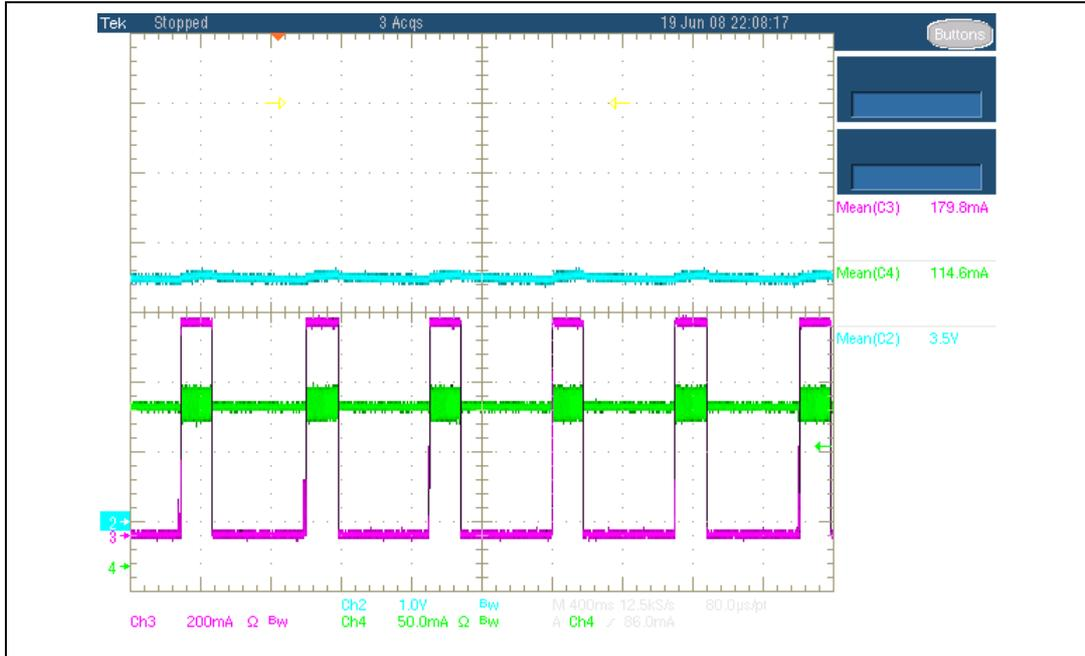 Tek Stopped 3 Acqs 19 Jun 08 22:08:17
Buttons
Mean(C3) 179.8mA
Mean(C4) 114.6mA
Mean(C2) 3.5V
2
3
4
Ch2 1.0V Bw M 400ms 12.5kS/s 80.0µs/pt
Ch3 200mA Ω Bw Ch4 50.0mA Ω Bw A Ch4 ∕ 86.0mA